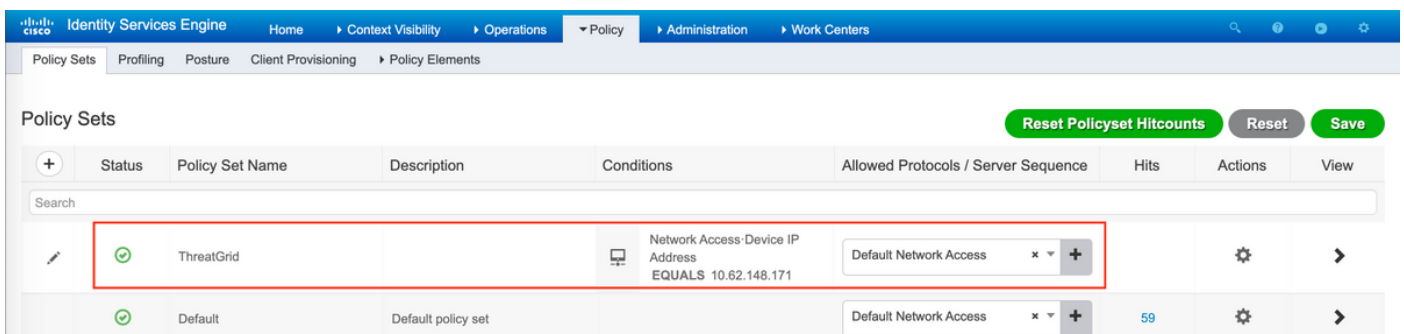 cisco Identity Services Engine Home Context Visibility Operations Policy Administration Work Centers
Policy Sets Profiling Posture Client Provisioning Policy Elements
Policy Sets
Reset Policyset Hitcounts Reset Save
+ Status Policy Set Name Description Conditions Allowed Protocols / Server Sequence Hits Actions View
Search
ThreatGrid
Network Access·Device IP
Address
EQUALS 10.62.148.171
Default Network Access × +
Default Default policy set Default Network Access × + 59